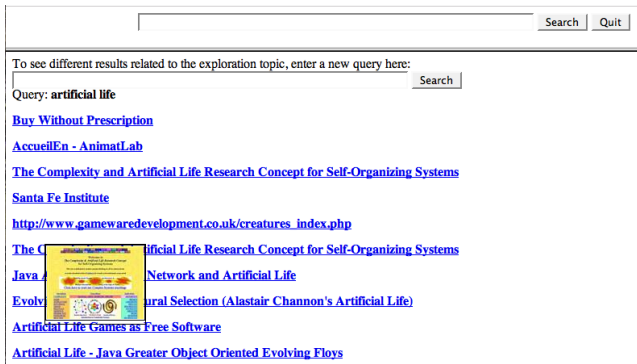 Search Quit
To see different results related to the exploration topic, enter a new query here:
Search
Query: artificial life
Buy Without Prescription
AccueilEn - AnimatLab
The Complexity and Artificial Life Research Concept for Self-Organizing Systems
Santa Fe Institute
http://www.gamewaredevelopment.co.uk/creatures_index.php
The C tificial Life Research Concept for Self-Organizing Systems
Java A Network and Artificial Life
Evolv ural Selection (Alastair Channon's Artificial Life)
Artificial Life Games as Free Software
Artificial Life - Java Greater Object Oriented Evolving Floys